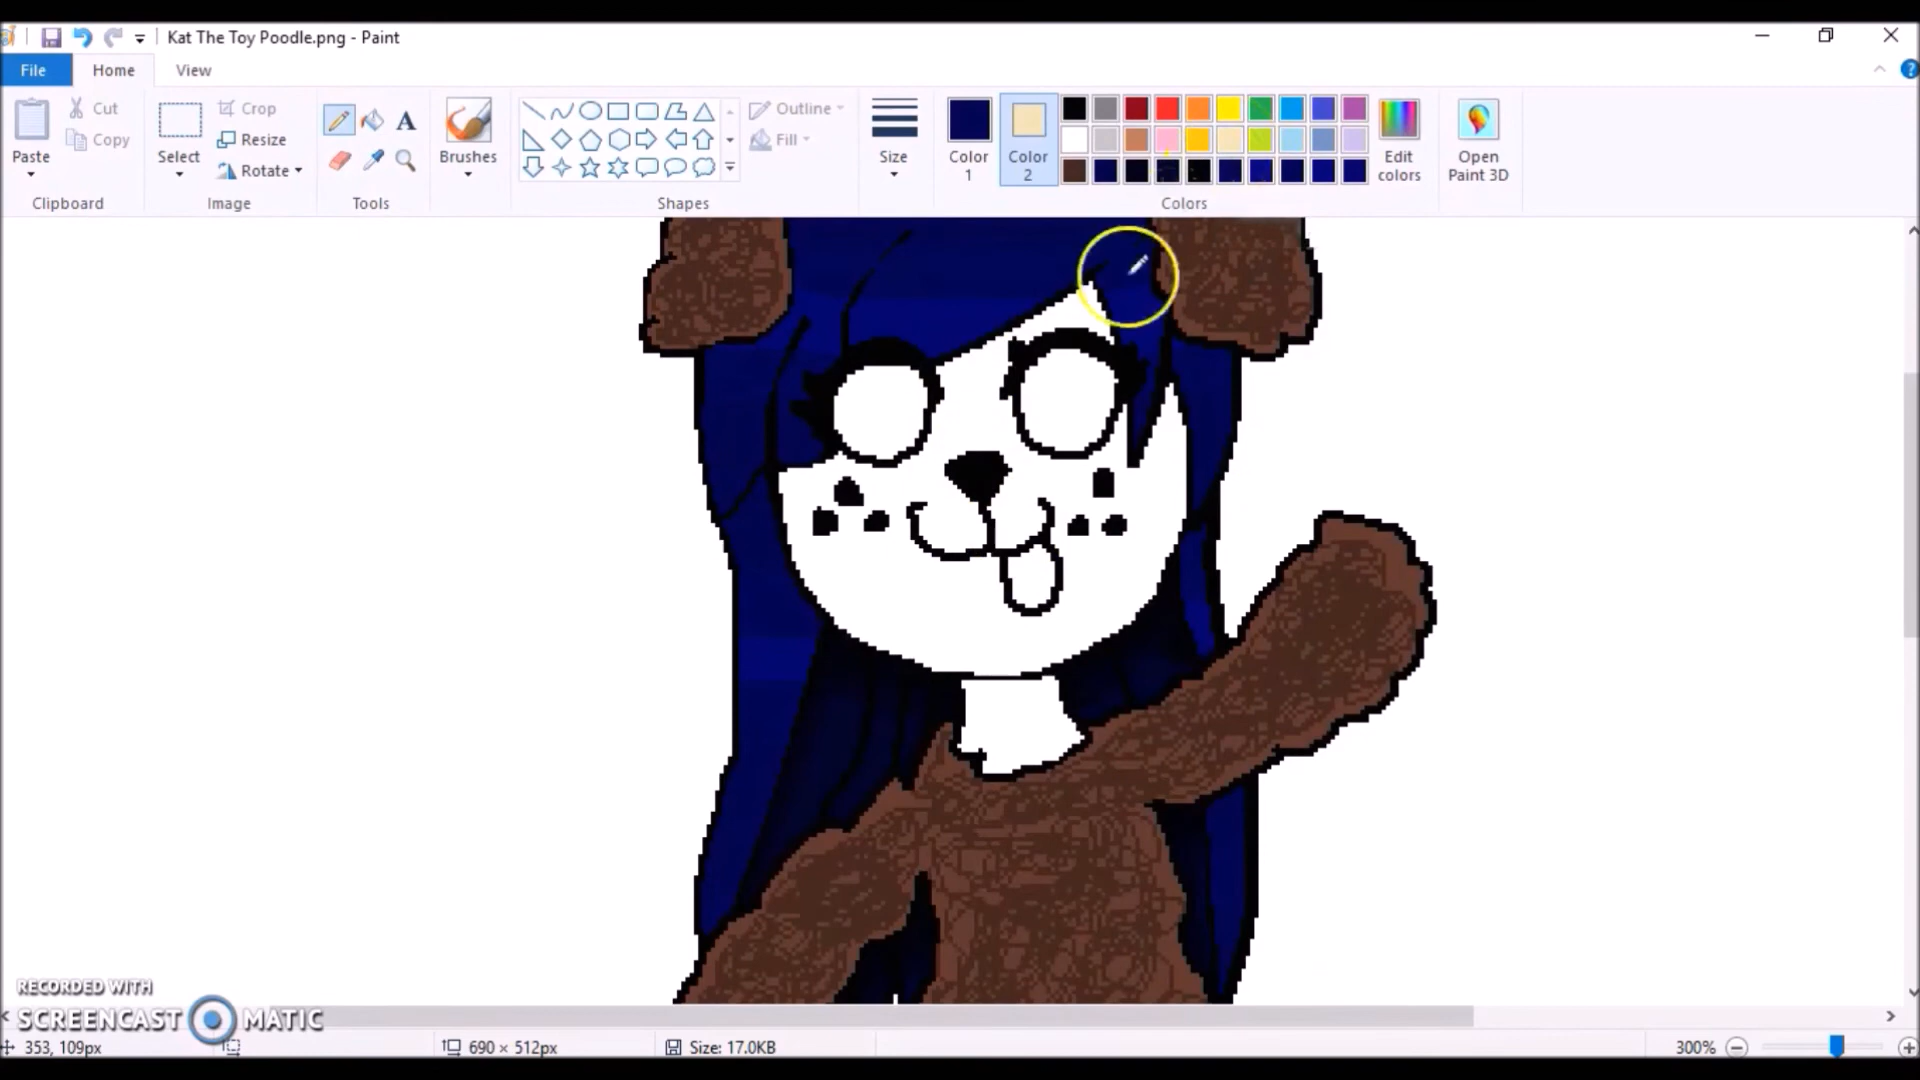 Kat The Toy Poodle.png - Paint
File Home View
Cut Crop Outline
Copy Resize A Fill
Paste Select Rotate Brushes Size Color 1 Color 2 Edit colors Open Paint 3D
Clipboard Image Tools Shapes Colors
RECORDED WITH
SCREENCAST MATIC
353, 109px 690 × 512px Size: 17.0KB 300%